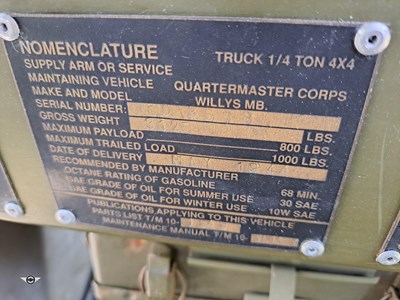 NOMENCLATURE TRUCK 1/4 TON 4X4
SUPPLY ARM OR SERVICE
MAINTAINING VEHICLE QUARTERMASTER CORPS
MAKE AND MODEL WILLYS MB.
SERIAL NUMBER:
GROSS WEIGHT LBS.
MAXIMUM PAYLOAD 800 LBS.
MAXIMUM TRAILED LOAD 1000 LBS.
DATE OF DELIVERY
RECOMMENDED BY MANUFACTURER
OCTANE RATING OF GASOLINE 68 MIN.
SAE GRADE OF OIL FOR SUMMER USE 30 SAE
SAE GRADE OF OIL FOR WINTER USE 10W SAE
PUBLICATIONS APPLYING TO THIS VEHICLE
PARTS LIST T/M 10-
MAINTENANCE MANUAL T/M 10-